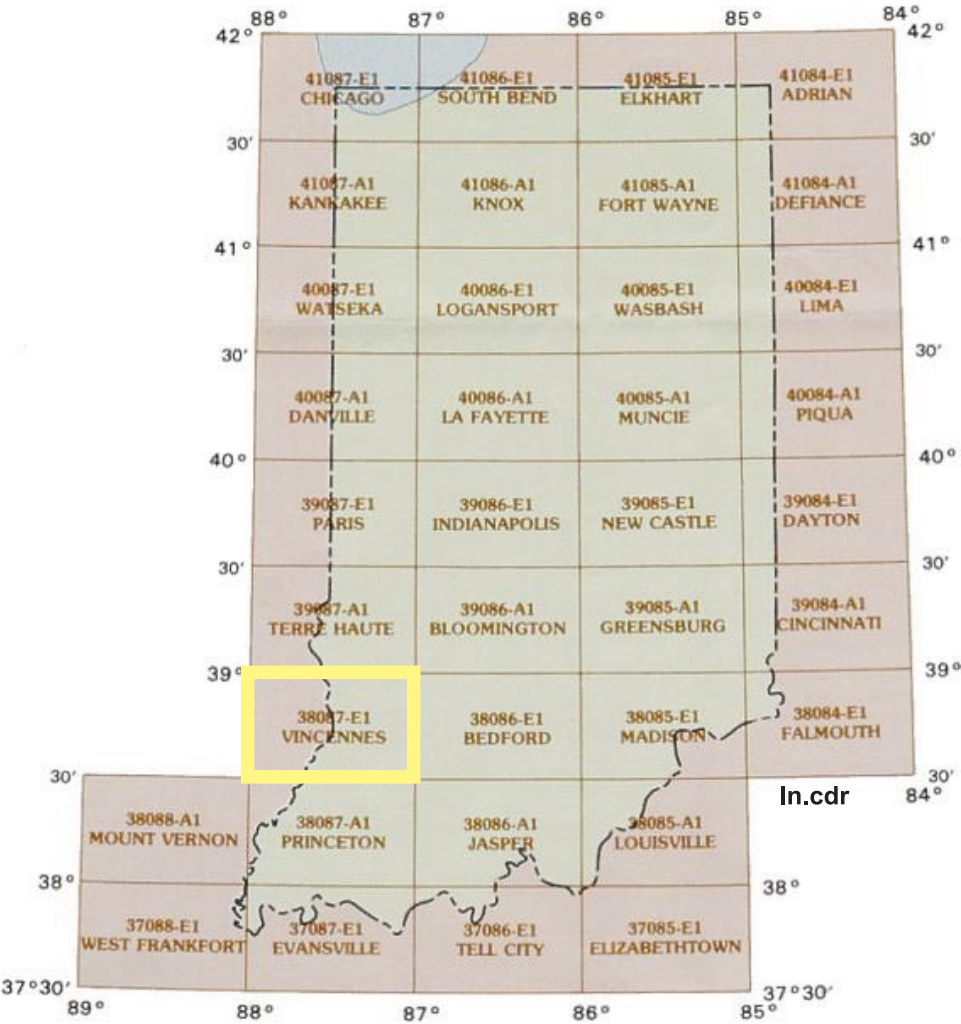 88° 87° 86° 85° 84°
42° 42°
41087-E1 41086-E1 41085-E1 41084-E1
CHICAGO SOUTH BEND ELKHART ADRIAN
30′ 30′
41087-A1 41086-A1 41085-A1 41084-A1
KANKAKEE KNOX FORT WAYNE DEFIANCE
41° 41°
40087-E1 40086-E1 40085-E1 40084-E1
WATSEKA LOGANSPORT WASBASH LIMA
30′ 30′
40087-A1 40086-A1 40085-A1 40084-A1
DANVILLE LA FAYETTE MUNCIE PIQUA
40° 40°
39087-E1 39086-E1 39085-E1 39084-E1
PARIS INDIANAPOLIS NEW CASTLE DAYTON
30′ 30′
39087-A1 39086-A1 39085-A1 39084-A1
TERRE HAUTE BLOOMINGTON GREENSBURG CINCINNATI
39° 39°
38087-E1 38086-E1 38085-E1 38084-E1
VINCENNES BEDFORD MADISON FALMOUTH
30′ 30′
In.cdr 84°
38088-A1 38087-A1 38086-A1 38085-A1
MOUNT VERNON PRINCETON JASPER LOUISVILLE
38° 38°
37088-E1 37087-E1 37086-E1 37085-E1
WEST FRANKFORT EVANSVILLE TELL CITY ELIZABETHTOWN
37°30′ 37°30′
89° 88° 87° 86° 85°